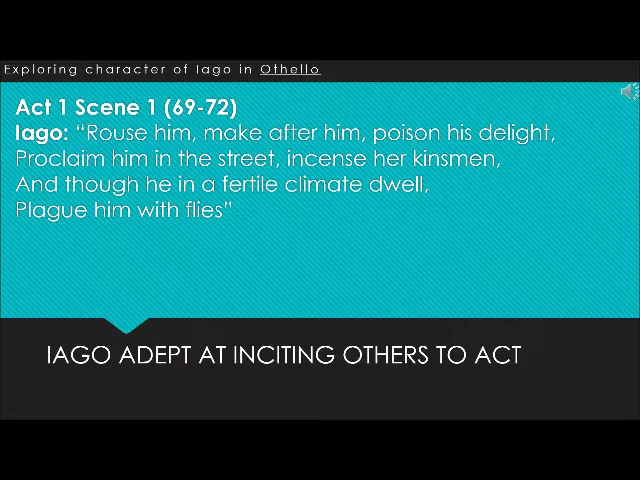 Exploring character of Iago in Othello
Act 1 Scene 1 (69-72)
Iago: “Rouse him, make after him, poison his delight,
Proclaim him in the street, incense her kinsmen,
And though he in a fertile climate dwell,
Plague him with flies”
IAGO ADEPT AT INCITING OTHERS TO ACT